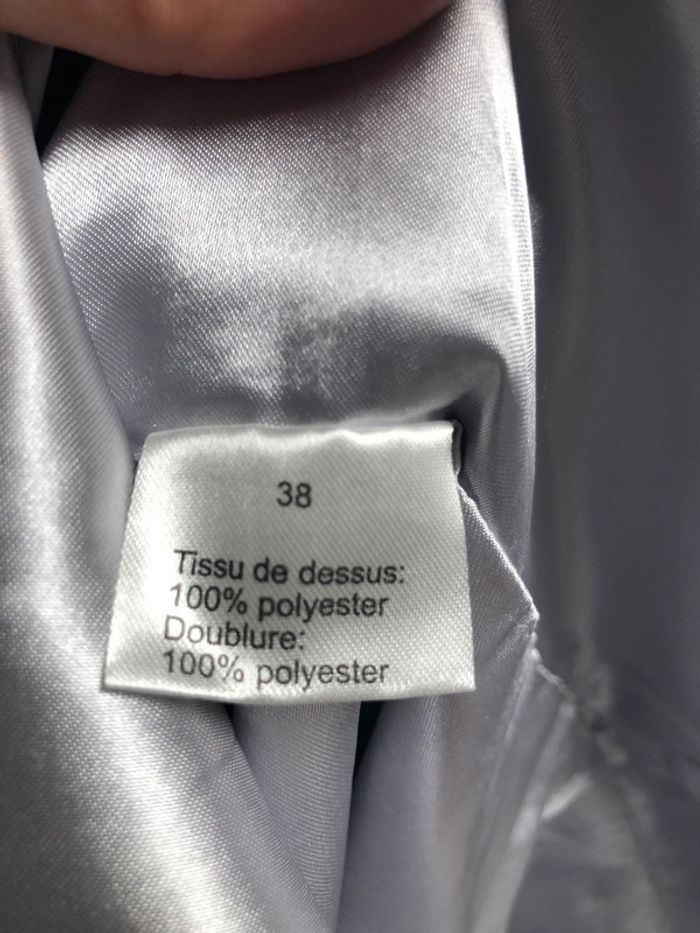 38
Tissu de dessus:
100% polyester
Doublure:
100% polyester